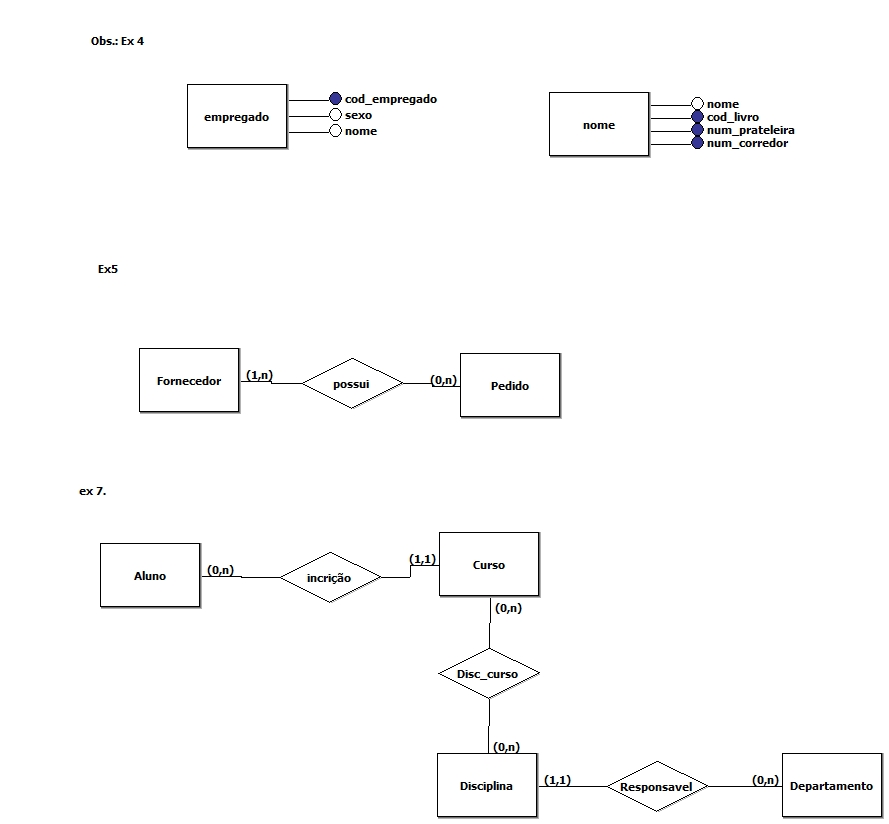 Obs.: Ex 4
empregado
cod_empregado
sexo
nome
nome
nome
cod_livro
num_prateleira
num_corredor
Ex5
Fornecedor
(1,n)
possui
(0,n)
Pedido
ex 7.
Aluno
(0,n)
incrição
(1,1)
Curso
(0,n)
Disc_curso
(0,n)
Disciplina
(1,1)
Responsavel
(0,n)
Departamento